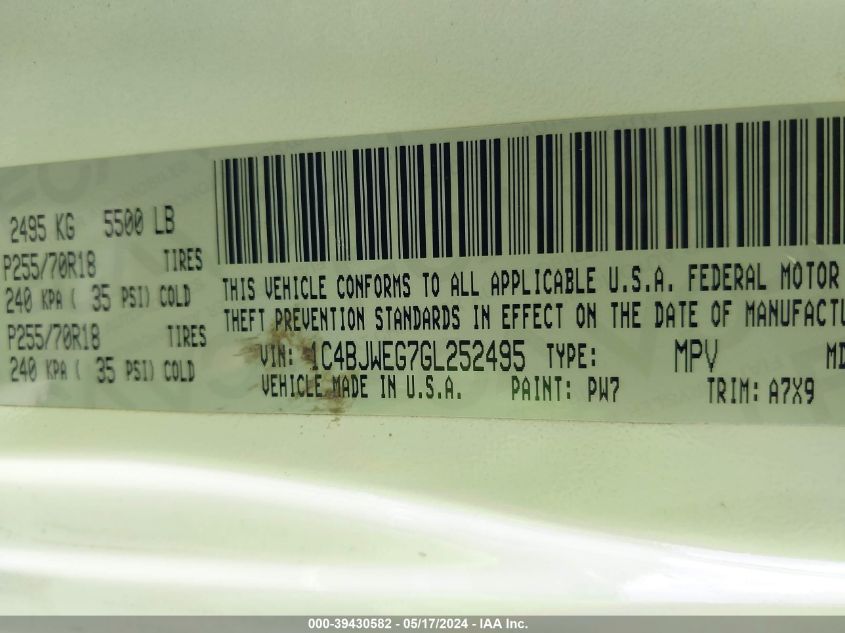 2495 KG 5500 LB
P255/70R18 TIRES
240 KPA ( 35 PSI) COLD
P255/70R18 TIRES
240 KPA ( 35 PSI) COLD
THIS VEHICLE CONFORMS TO ALL APPLICABLE U.S.A. FEDERAL MOTOR
THEFT PREVENTION STANDARDS IN EFFECT ON THE DATE OF MANUFACTU
VIN: 1C4BJWEG7GL252495 TYPE: MPV MD
VEHICLE MADE IN U.S.A. PAINT: PW7 TRIM: A7X9
000-39430582 - 05/17/2024 - IAA Inc.